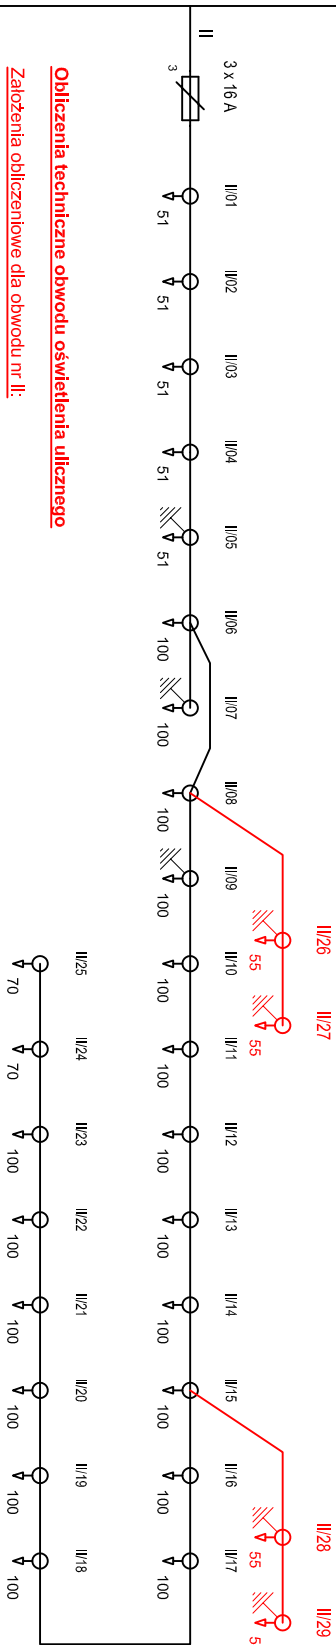 II
3 x 16 A
3
II/01
51
II/02
51
II/03
51
II/04
51
II/05
51
II/06
100
II/07
100
II/08
100
II/09
100
II/10
100
II/11
100
II/12
100
II/13
100
II/14
100
II/15
100
II/16
100
II/17
100
II/18
100
II/19
100
II/20
100
II/21
100
II/22
100
II/23
100
II/24
70
II/25
70
II/26
55
II/27
55
II/28
55
II/29
5
Obliczenia techniczne obwodu oświetlenia ulicznego
Założenia obliczeniowe dla obwodu nr II: